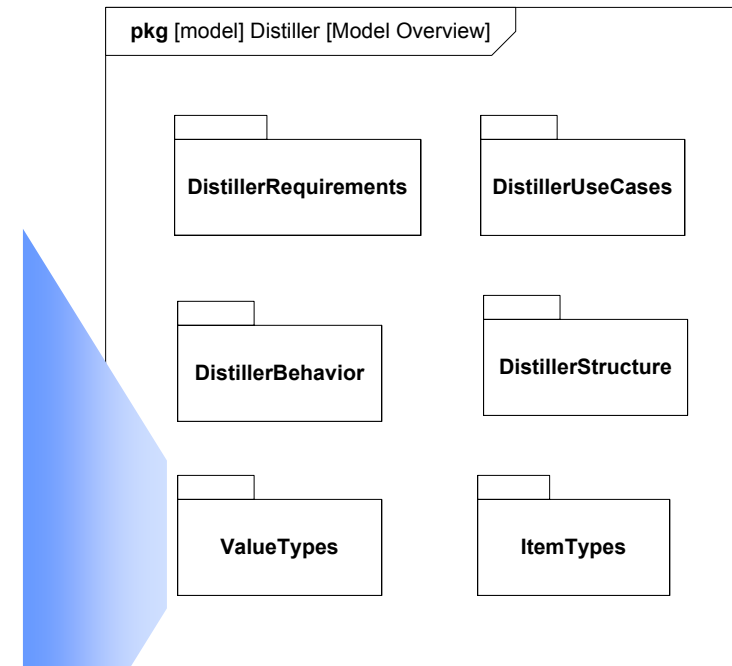 pkg [model] Distiller [Model Overview]
DistillerRequirements
DistillerUseCases
DistillerBehavior
DistillerStructure
ValueTypes
ItemTypes